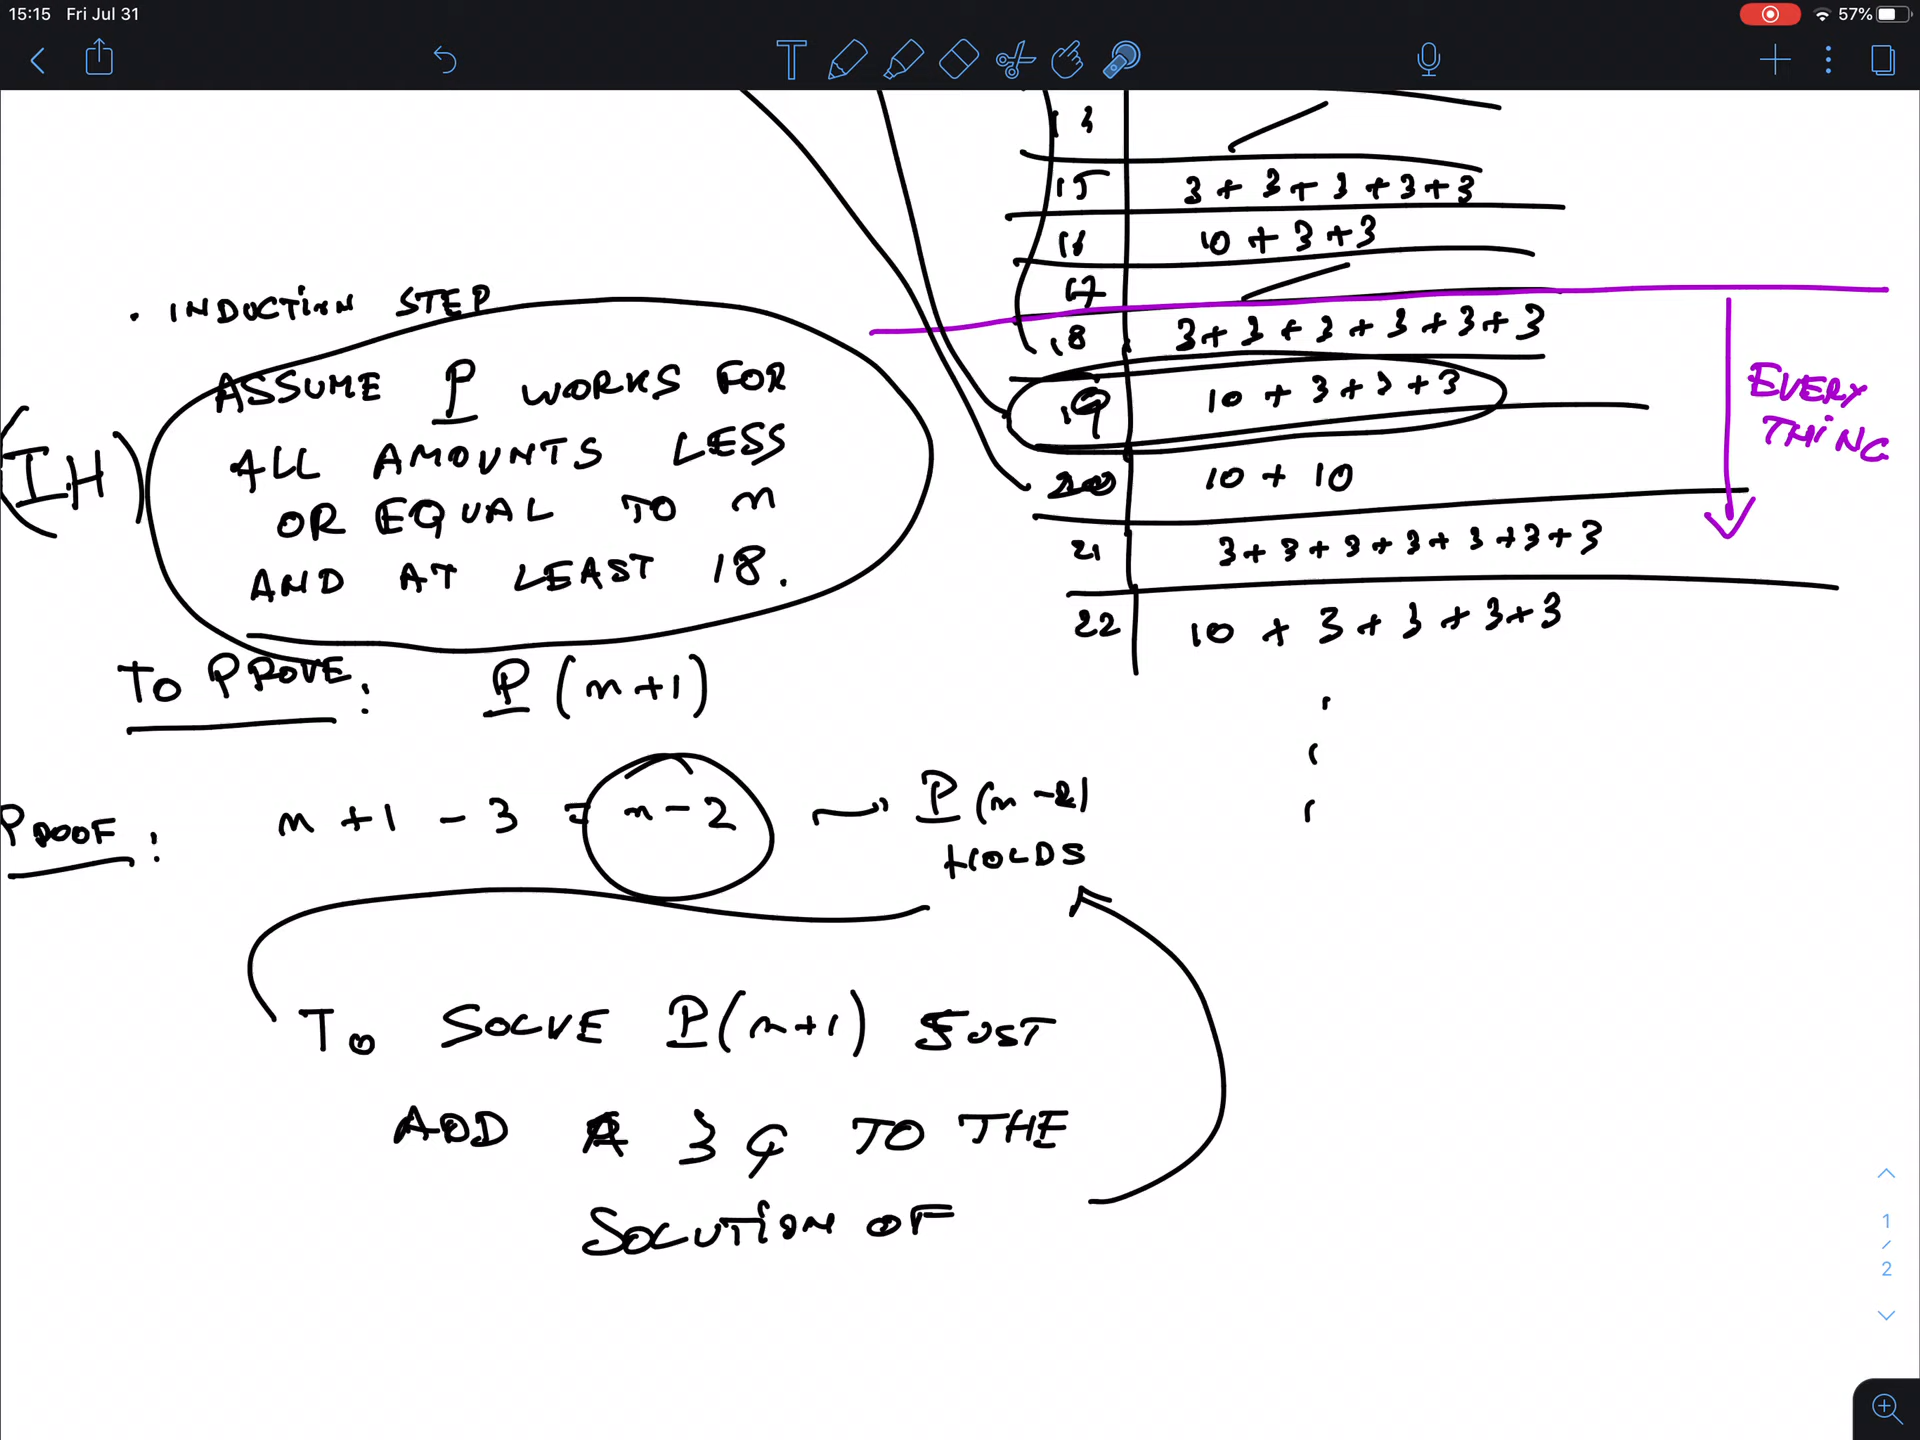 15:15 Fri Jul 31
57%
15 3 + 3 + 3 + 3 + 3
16 10 + 3 + 3
17
18 3 + 3 + 3 + 3 + 3 + 3
19 10 + 3 + 3 + 3
20 10 + 10
21 3 + 3 + 3 + 3 + 3 + 3 + 3
22 10 + 3 + 3 + 3 + 3
EVERY
THING
. INDUCTION STEP
(I.H)
ASSUME P WORKS FOR
ALL AMOUNTS LESS
OR EQUAL TO n
AND AT LEAST 18.
TO PROVE: P (n+1)
PROOF: n + 1 - 3 = n - 2 P (n - 2)
HOLDS
TO SOLVE P(n+1) JUST
ADD A 3 ¢ TO THE
SOLUTION OF
1
/
2